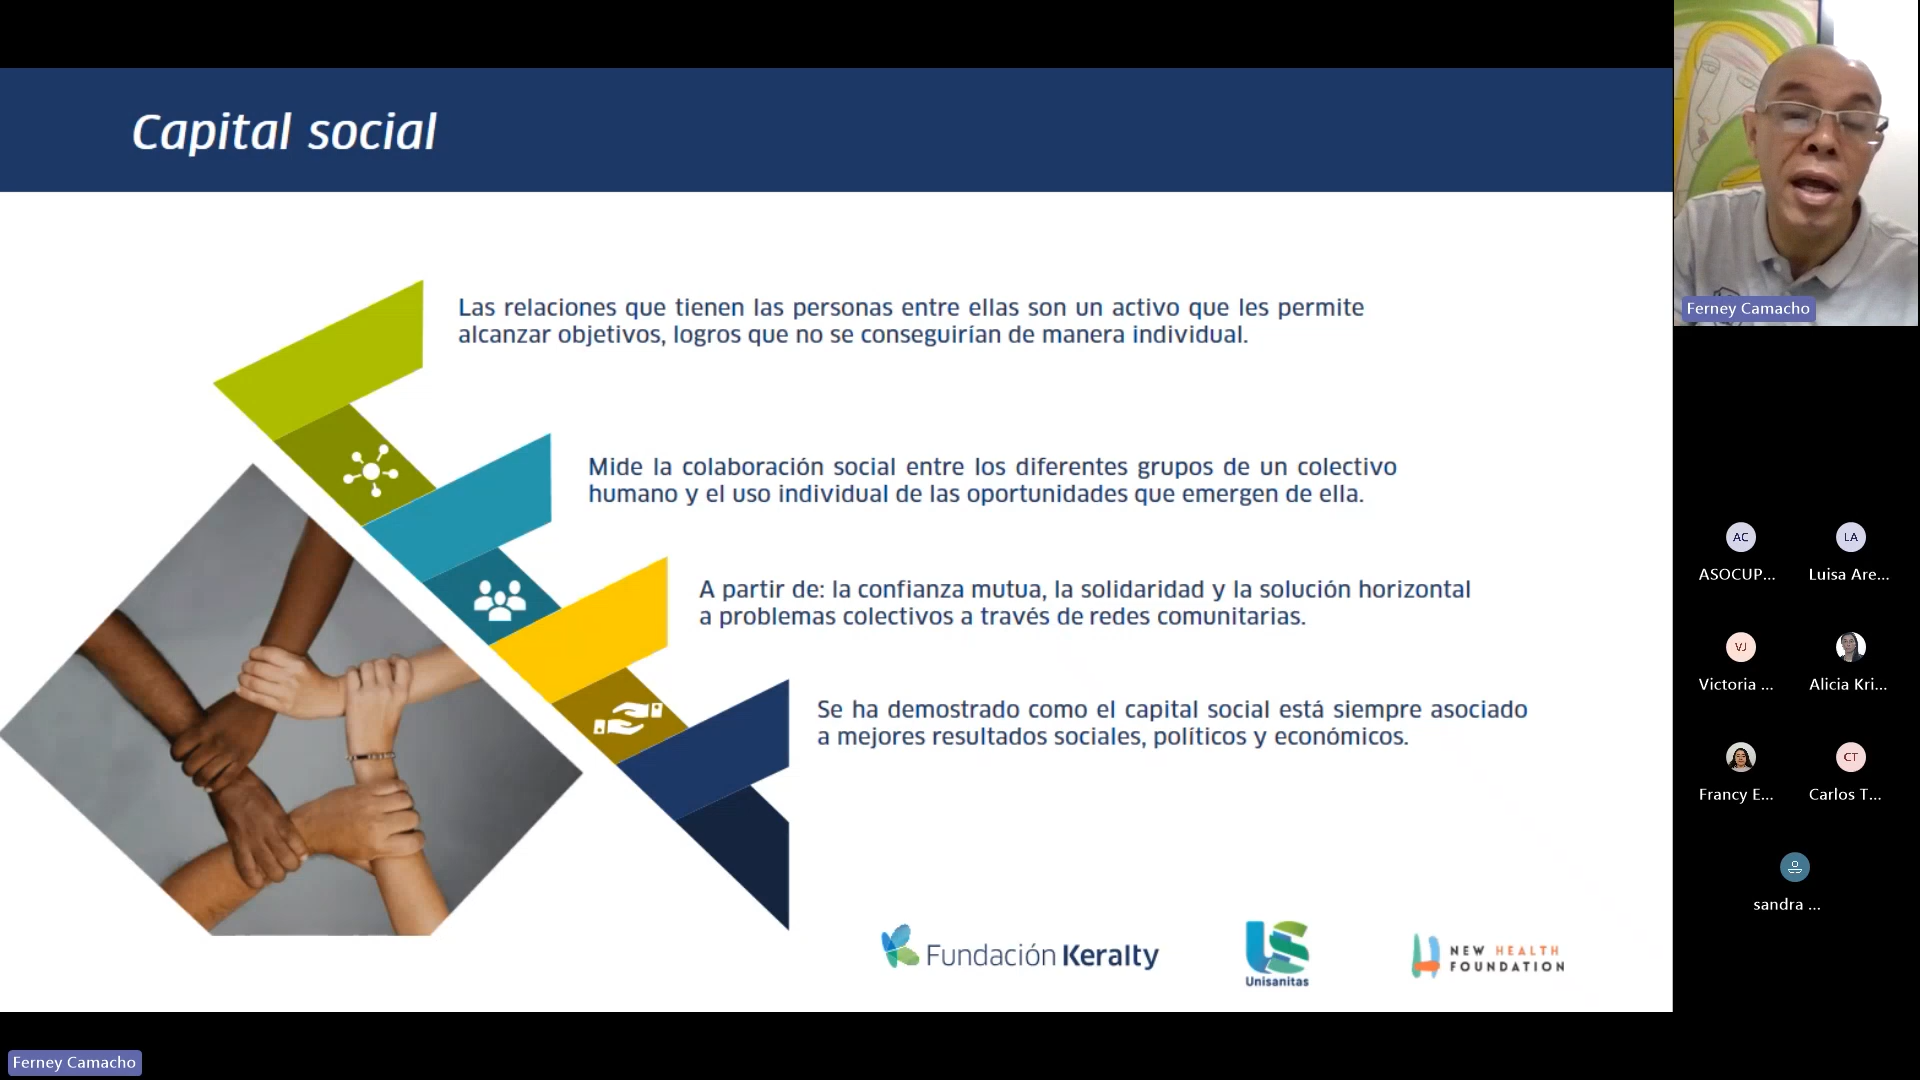 Capital social
Las relaciones que tienen las personas entre ellas son un activo que les permite
alcanzar objetivos, logros que no se conseguirían de manera individual.
Mide la colaboración social entre los diferentes grupos de un colectivo
humano y el uso individual de las oportunidades que emergen de ella.
A partir de: la confianza mutua, la solidaridad y la solución horizontal
a problemas colectivos a través de redes comunitarias.
Se ha demostrado como el capital social está siempre asociado
a mejores resultados sociales, políticos y económicos.
Fundación Keralty
US
Unisanitas
NEW HEALTH
FOUNDATION
Ferney Camacho
AC
ASOCUP...
LA
Luisa Are...
VJ
Victoria ...
Alicia Kri...
Francy E...
CT
Carlos T...
sandra ...
Ferney Camacho